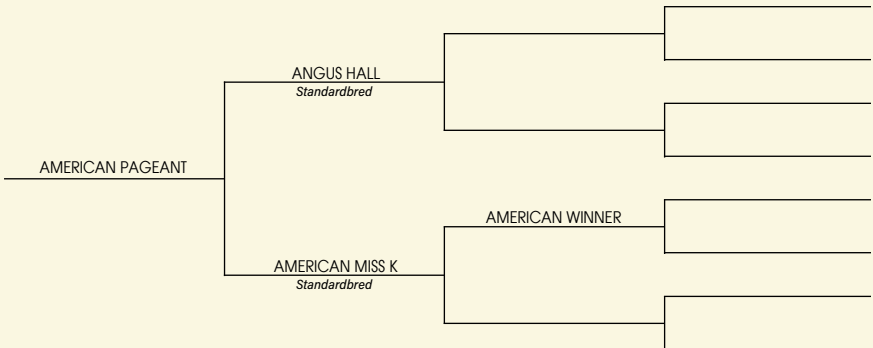 ANGUS HALL
Standardbred
AMERICAN PAGEANT
AMERICAN WINNER
AMERICAN MISS K
Standardbred